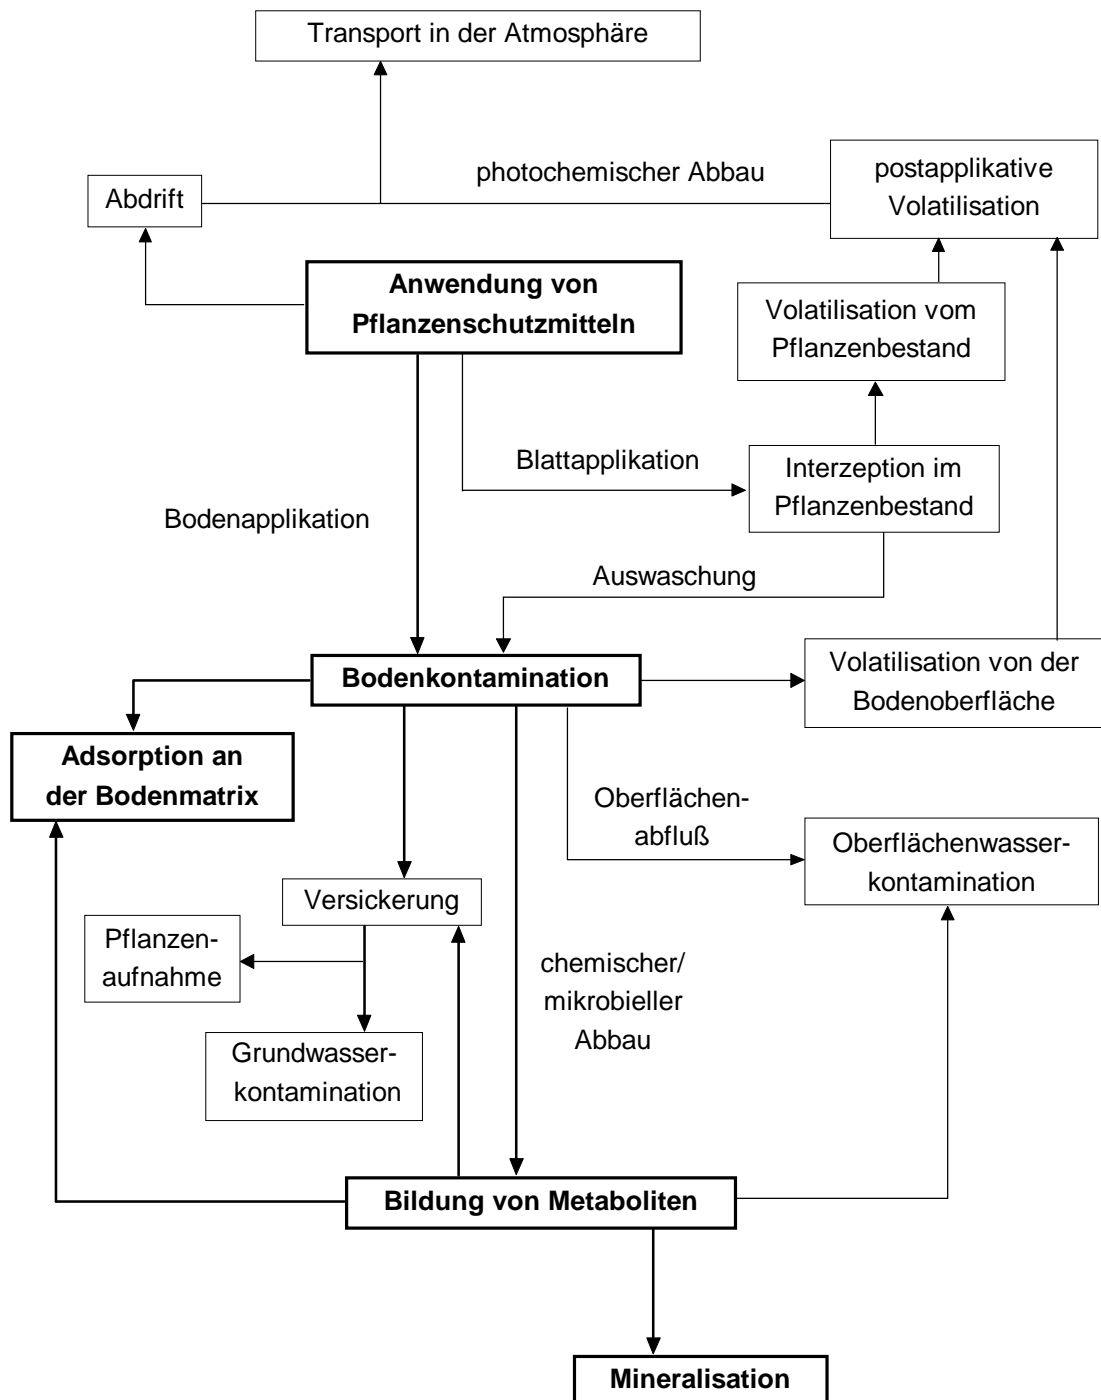 Transport in der Atmosphäre
photochemischer Abbau
postapplikative
Volatilisation
Abdrift
Anwendung von
Pflanzenschutzmitteln
Volatilisation vom
Pflanzenbestand
Blattapplikation
Interzeption im
Pflanzenbestand
Bodenapplikation
Auswaschung
Bodenkontamination
Volatilisation von der
Bodenoberfläche
Adsorption an
der Bodenmatrix
Oberflächen-
abfluß
Oberflächenwasser-
kontamination
Versickerung
Pflanzen-
aufnahme
chemischer/
mikrobieller
Abbau
Grundwasser-
kontamination
Bildung von Metaboliten
Mineralisation